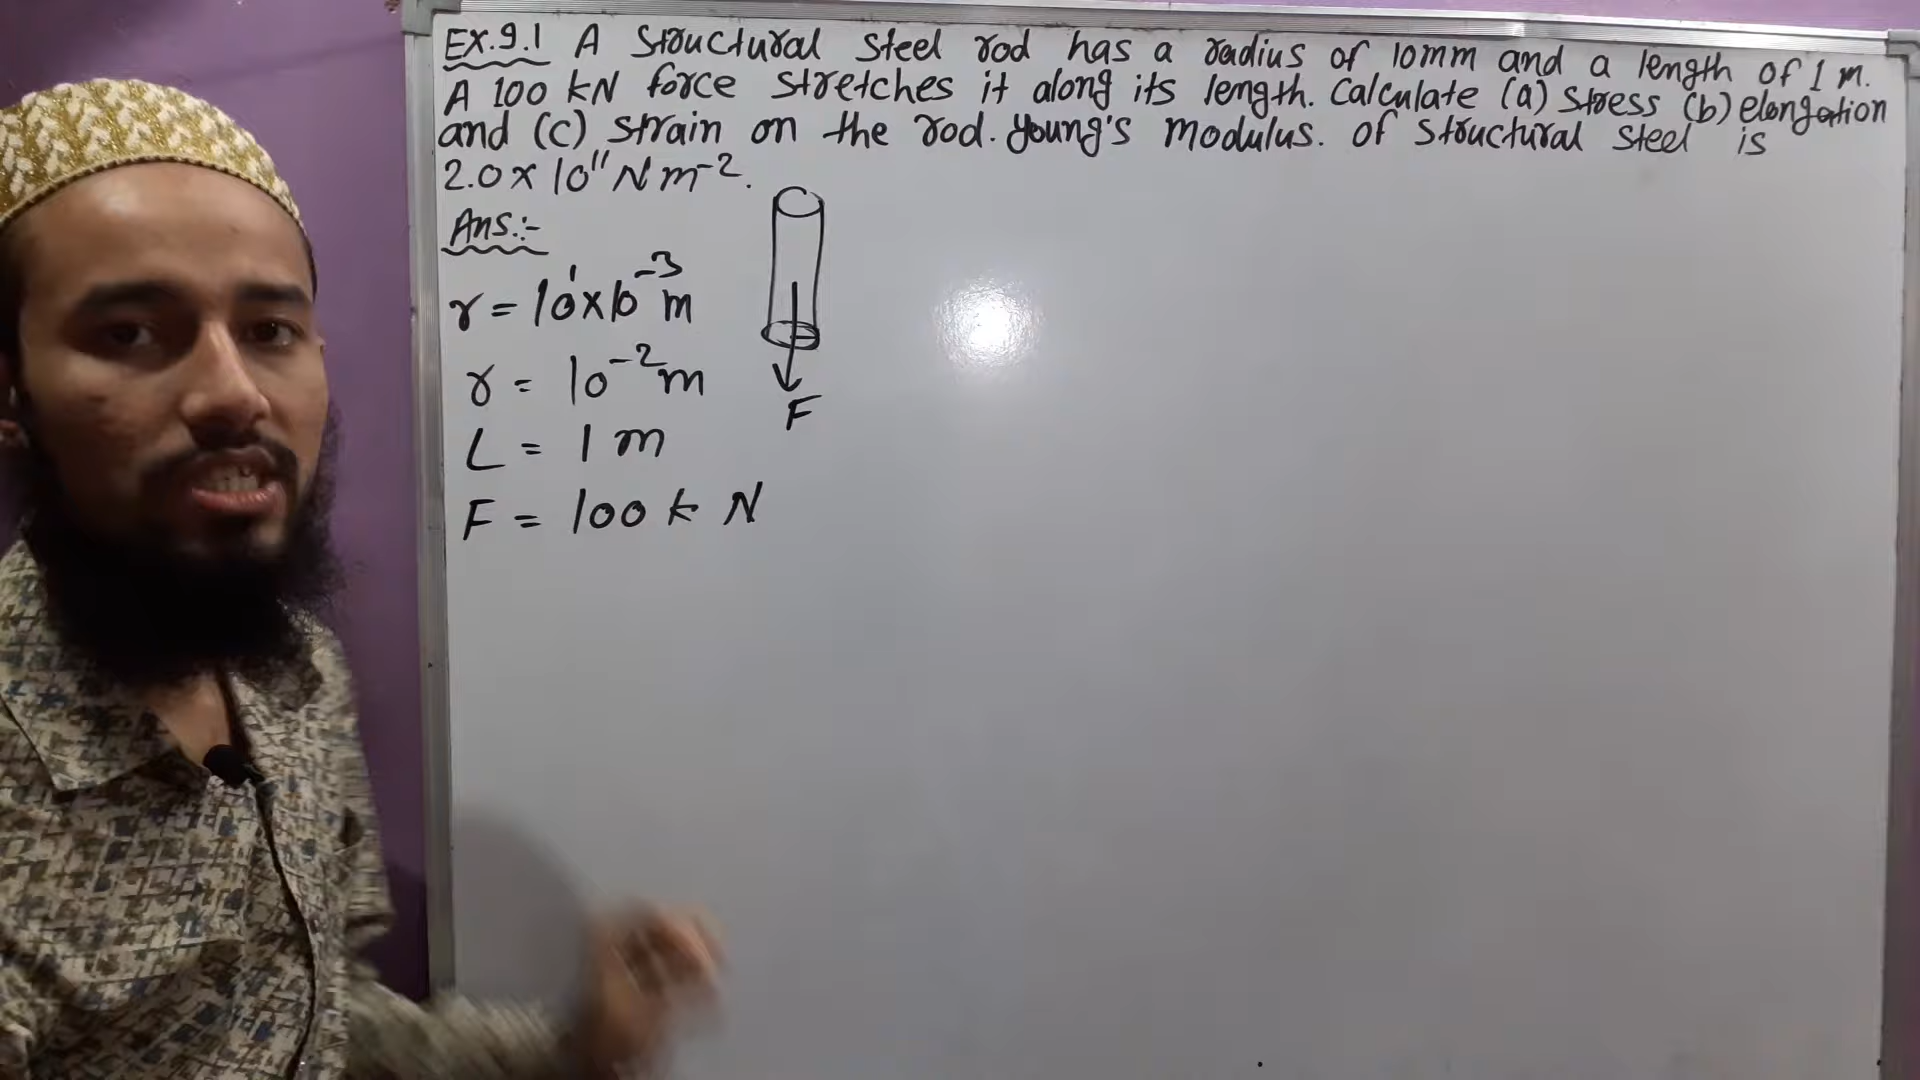 Ex.9.1 A structural steel rod has a radius of 10mm and a length of 1 m.
A 100 kN force stretches it along its length. Calculate (a) stress (b) elongation
and (c) strain on the rod. Young's modulus. of structural steel is
2.0 × 10¹¹ N m⁻².
Ans.:-
r = 10¹×10⁻³ m
r = 10⁻² m
L = 1 m
F
F = 100 k N